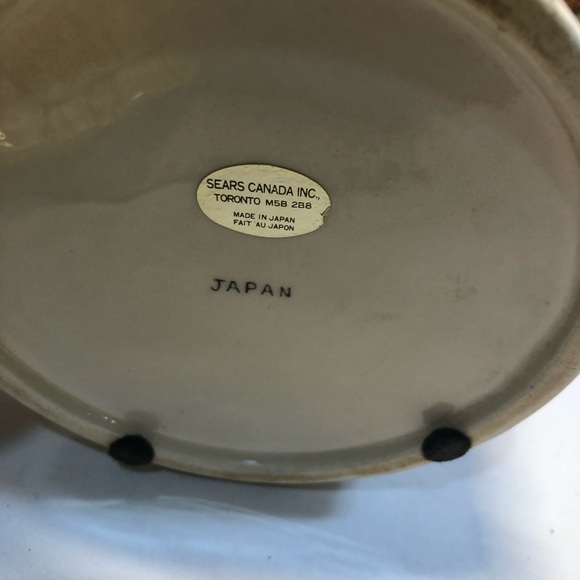 SEARS CANADA INC.,
TORONTO M5B 2B8
MADE IN JAPAN
FAIT AU JAPON
JAPAN